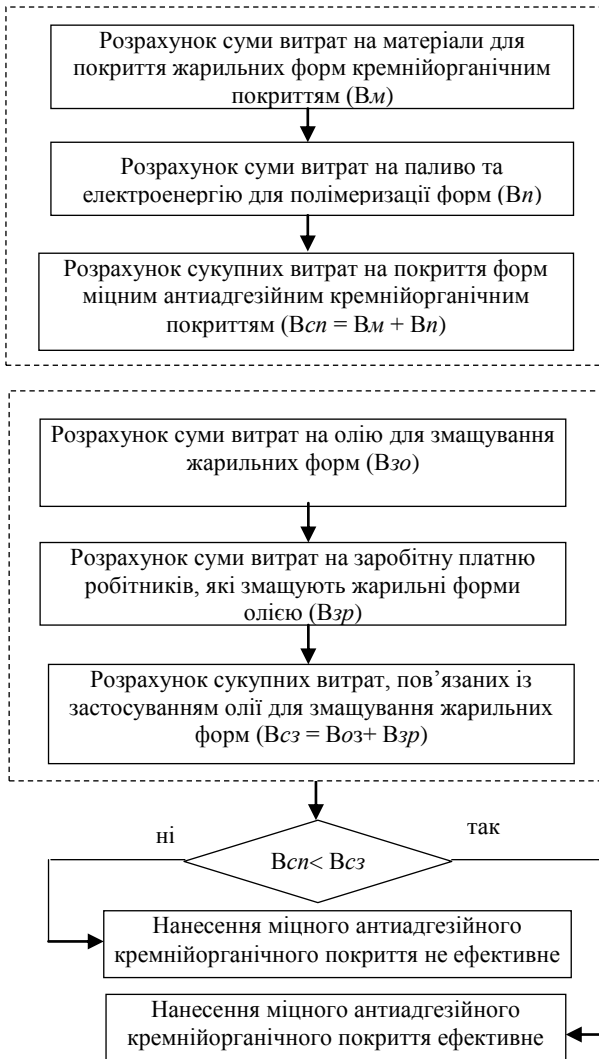 Розрахунок суми витрат на матеріали для
покриття жарильних форм кремнійорганічним
покриттям (Вм)
Розрахунок суми витрат на паливо та
електроенергію для полімеризації форм (Вп)
Розрахунок сукупних витрат на покриття форм
міцним антиадгезійним кремнійорганічним
покриттям (Всп = Вм + Вп)
Розрахунок суми витрат на олію для змащування
жарильних форм (Взо)
Розрахунок суми витрат на заробітну платню
робітників, які змащують жарильні форми
олією (Взр)
Розрахунок сукупних витрат, пов’язаних із
застосуванням олії для змащування жарильних
форм (Всз = Воз+ Взр)
ні
так
Всп< Всз
Нанесення міцного антиадгезійного
кремнійорганічного покриття не ефективне
Нанесення міцного антиадгезійного
кремнійорганічного покриття ефективне